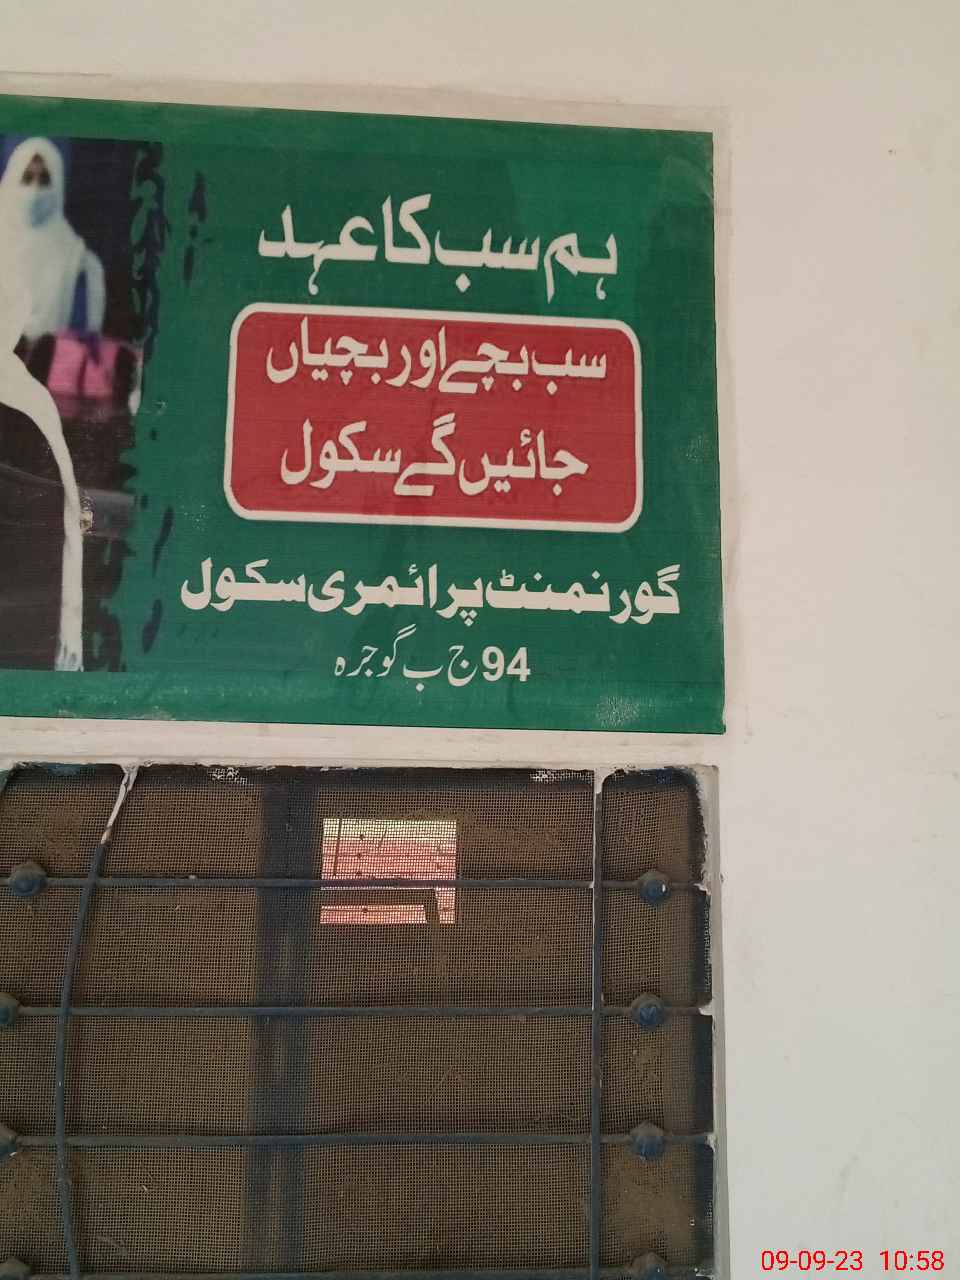 ہم سب کا عہد
سب بچے اور بچیاں
جائیں گے سکول
گورنمنٹ پرائمری سکول
94 ج ب گوجرہ
09-09-23 10:58